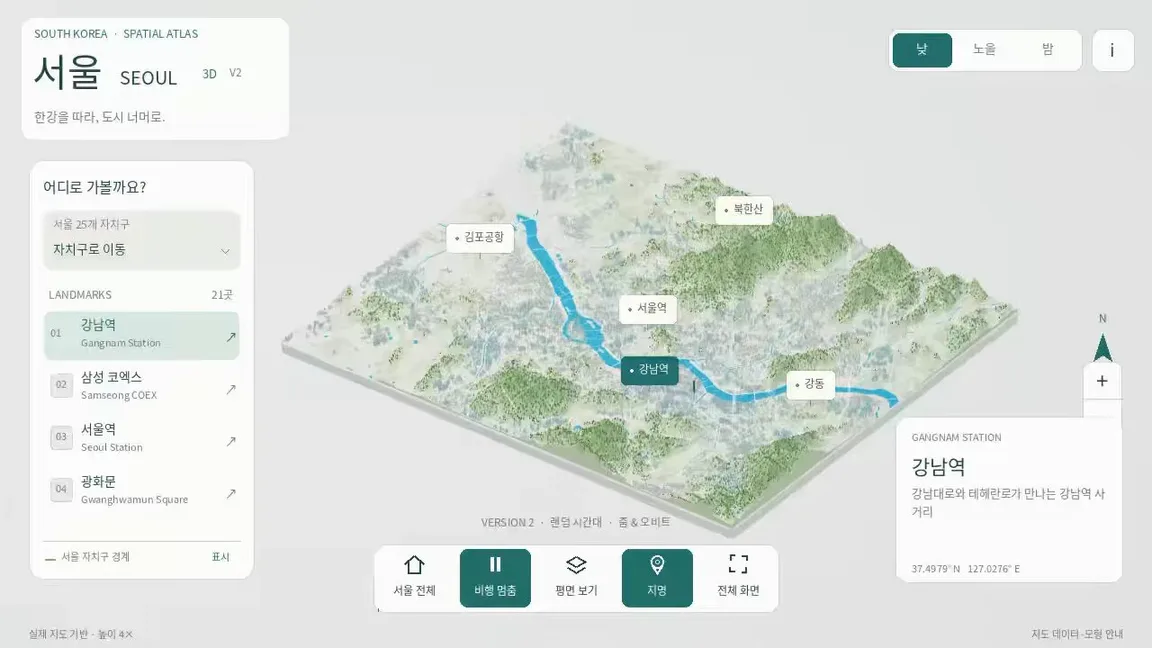 SOUTH KOREA · SPATIAL ATLAS
서울 SEOUL 3D V2
한강을 따라, 도시 너머로.
낮 노을 밤 i
어디로 가볼까요?
서울 25개 자치구
자치구로 이동
LANDMARKS 21곳
01 강남역
Gangnam Station
02 삼성 코엑스
Samseong COEX
03 서울역
Seoul Station
04 광화문
Gwanghwamun Square
서울 자치구 경계 표시
북한산
김포공항
서울역
강남역
강동
N
+
GANGNAM STATION
강남역
강남대로와 테헤란로가 만나는 강남역 사
거리
37.4979° N 127.0276° E
VERSION 2 · 랜덤 시간대 · 줌 & 오비트
서울 전체 비행 멈춤 평면 보기 지명 전체 화면
실제 지도 기반 · 높이 4×
지도 데이터·모형 안내